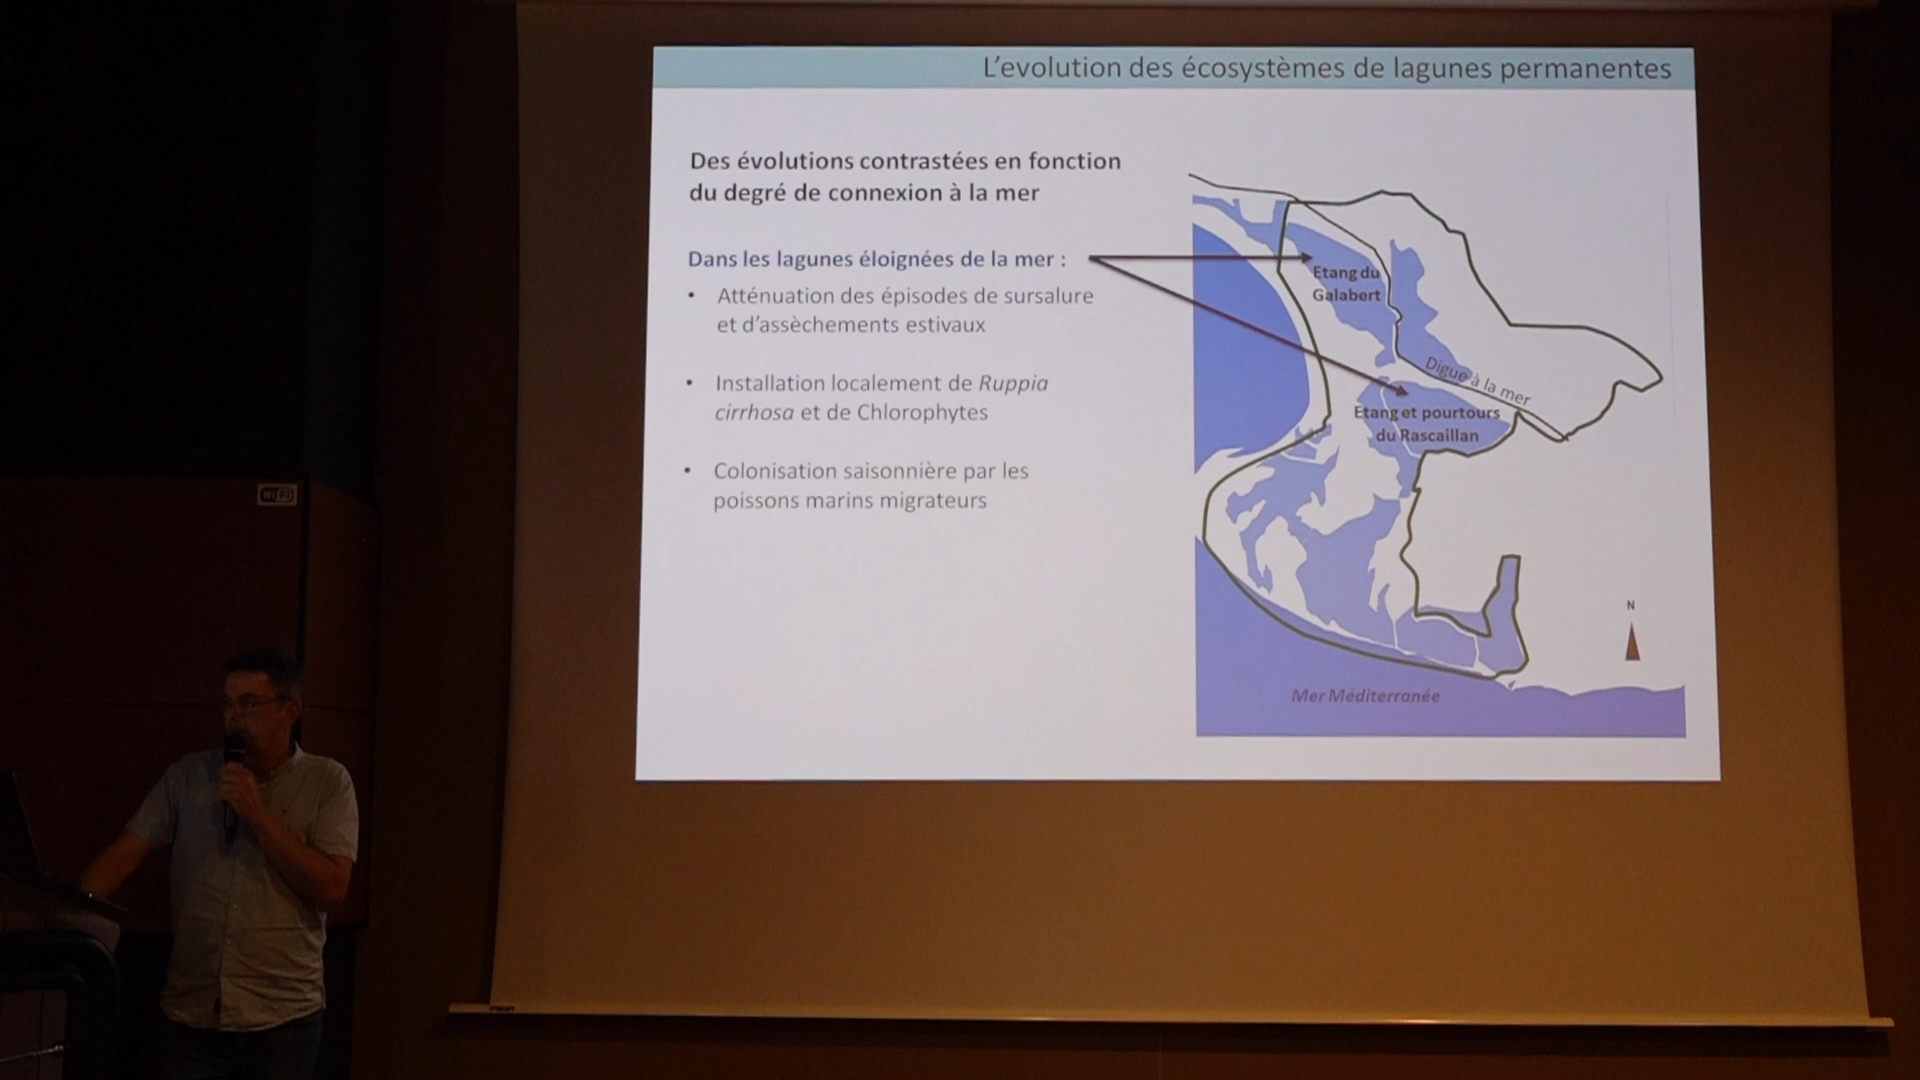 L'evolution des écosystèmes de lagunes permanentes
Des évolutions contrastées en fonction
du degré de connexion à la mer
Dans les lagunes éloignées de la mer :
• Atténuation des épisodes de sursalure
et d'assèchements estivaux
• Installation localement de Ruppia
cirrhosa et de Chlorophytes
• Colonisation saisonnière par les
poissons marins migrateurs
Etang du
Galabert
Digue à la mer
Etang et pourtours
du Rascaillan
N
Mer Méditerranée
WiFi